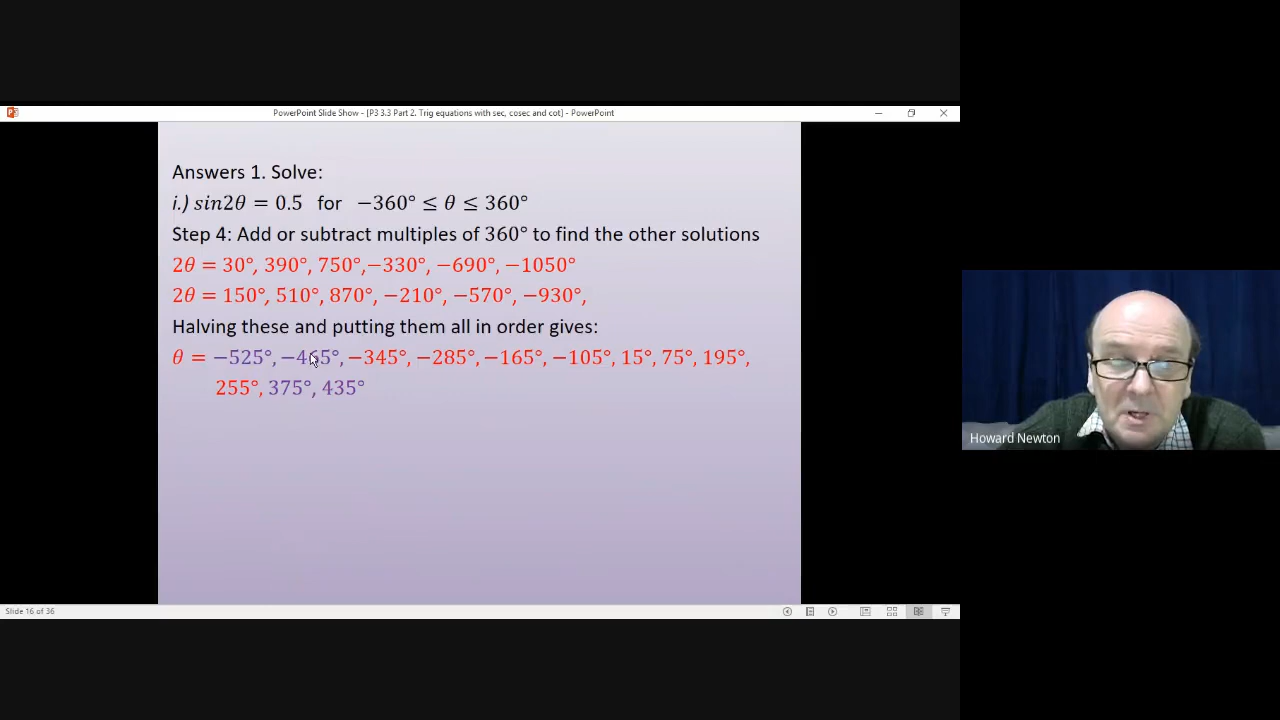 PowerPoint Slide Show - [P3 3.3 Part 2. Trig equations with sec, cosec and cot] - PowerPoint
Answers 1. Solve:
i.) sin2θ = 0.5 for −360° ≤ θ ≤ 360°
Step 4: Add or subtract multiples of 360° to find the other solutions
2θ = 30°, 390°, 750°,−330°, −690°, −1050°
2θ = 150°, 510°, 870°, −210°, −570°, −930°,
Halving these and putting them all in order gives:
θ = −525°, −465°, −345°, −285°, −165°, −105°, 15°, 75°, 195°,
255°, 375°, 435°
Howard Newton
Slide 16 of 36